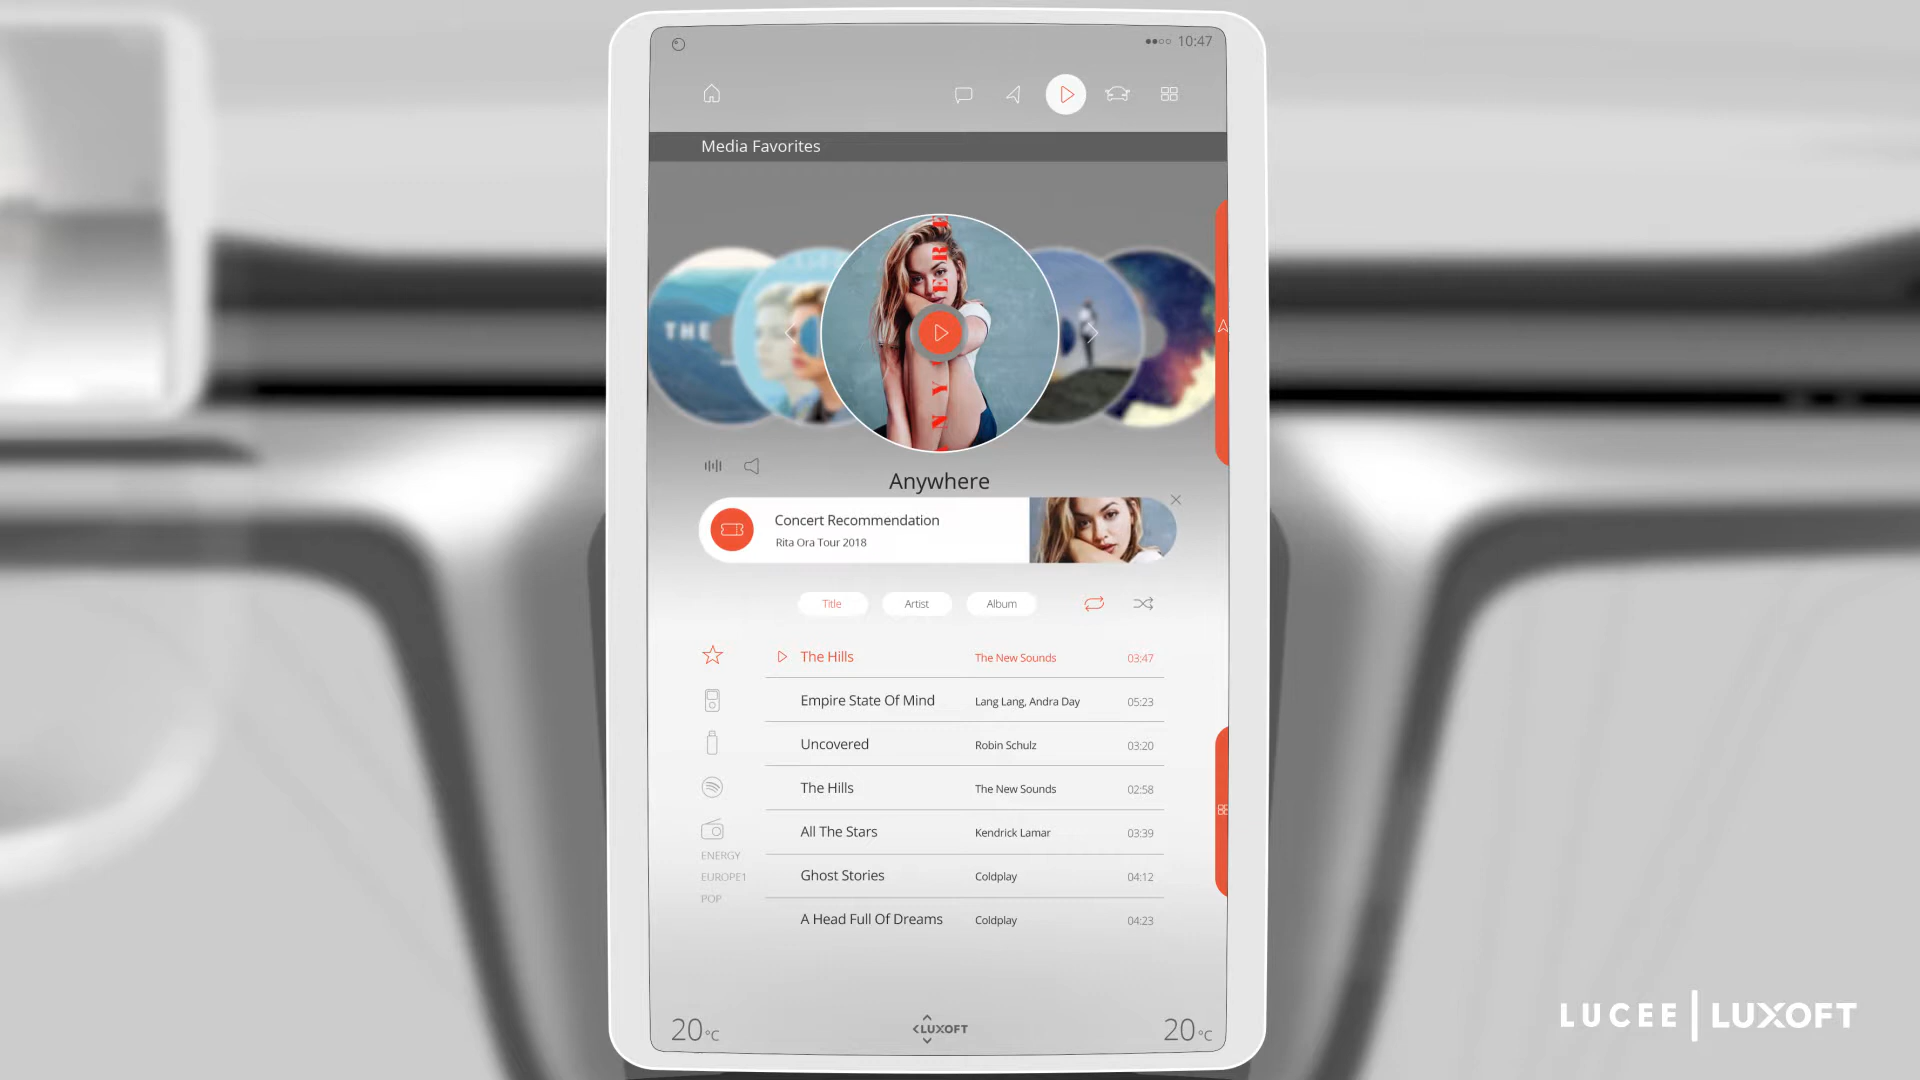 10:47
Media Favorites
THE
NY ER
Anywhere
Concert Recommendation
Rita Ora Tour 2018
Title Artist Album
The Hills The New Sounds 03:47
Empire State Of Mind Lang Lang, Andra Day 05:23
Uncovered Robin Schulz 03:20
The Hills The New Sounds 02:58
All The Stars Kendrick Lamar 03:39
ENERGY
EUROPE1
POP
Ghost Stories Coldplay 04:12
A Head Full Of Dreams Coldplay 04:23
20°C LUXOFT 20°C
LUCEE | LUXOFT